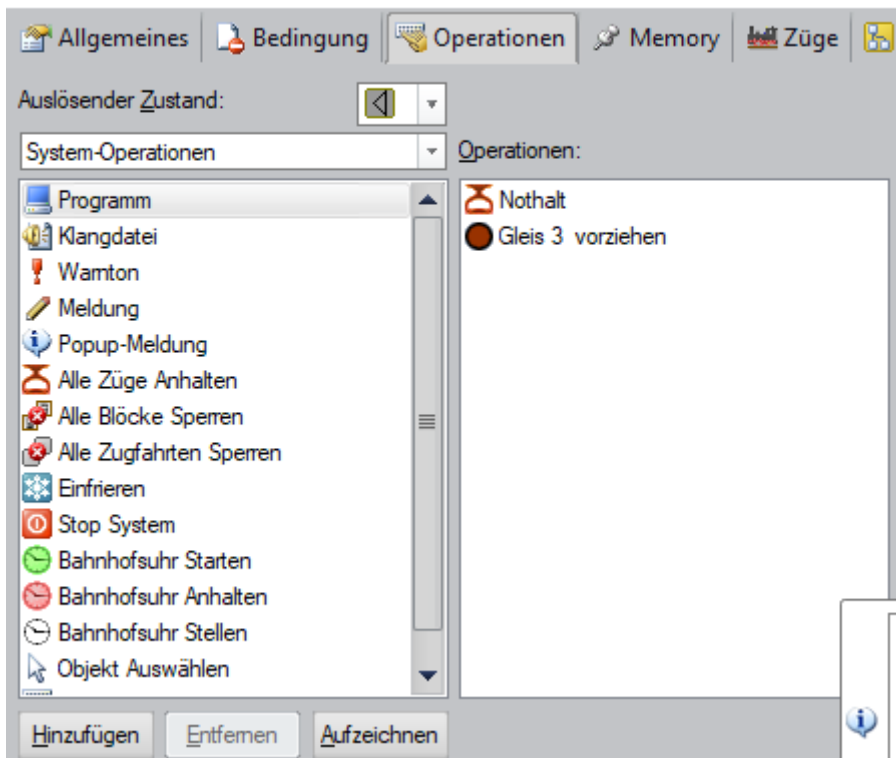 Allgemeines Bedingung Operationen Memory Züge
Auslösender Zustand:
System-Operationen
Operationen:
Programm
Klangdatei
Warnton
Meldung
Popup-Meldung
Alle Züge Anhalten
Alle Blöcke Sperren
Alle Zugfahrten Sperren
Einfrieren
Stop System
Bahnhofsuhr Starten
Bahnhofsuhr Anhalten
Bahnhofsuhr Stellen
Objekt Auswählen
Nothalt
Gleis 3 vorziehen
Hinzufügen Entfernen Aufzeichnen